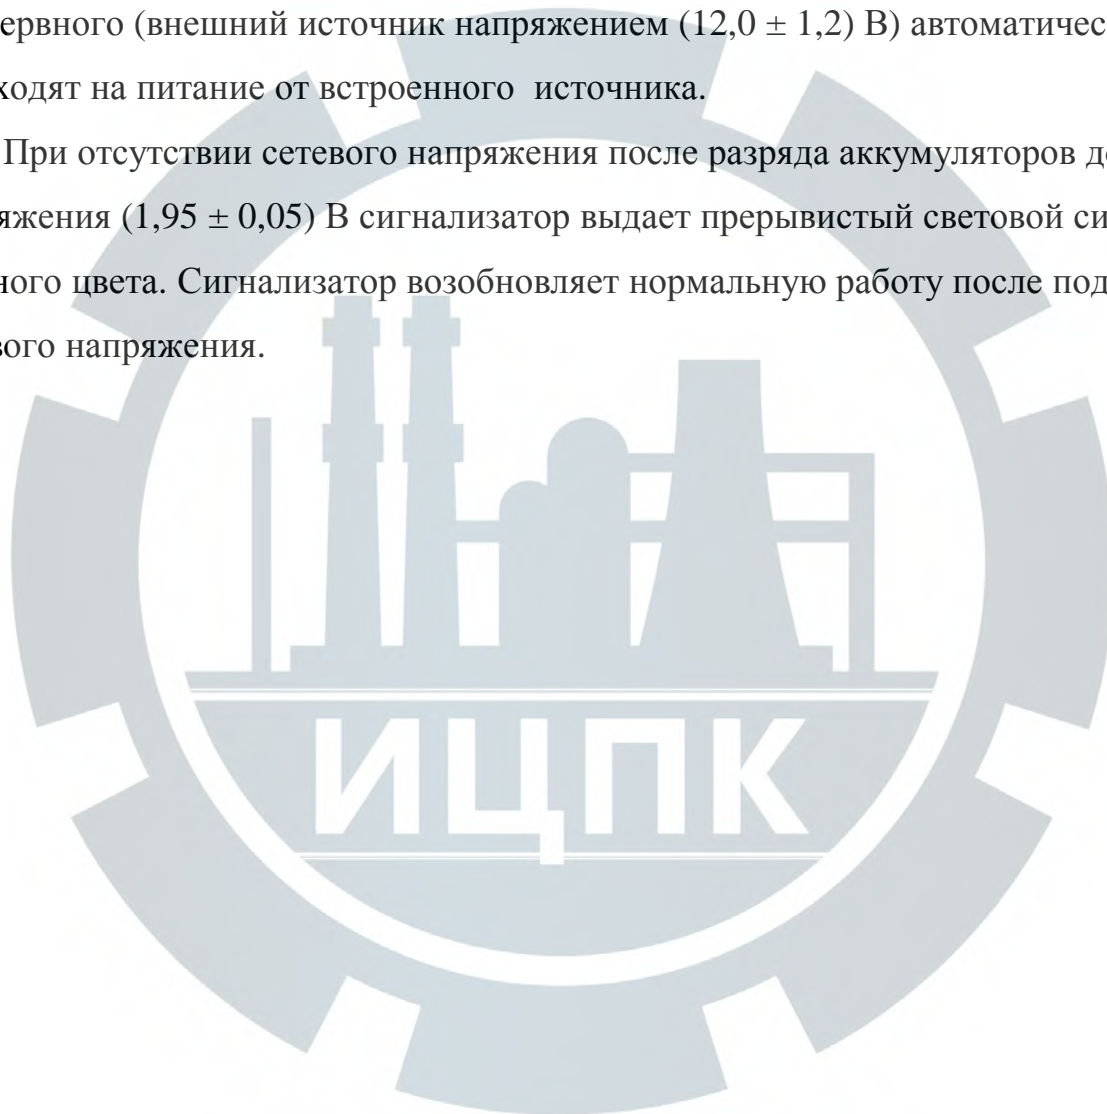 ервного (внешний источник напряжением (12,0 ± 1,2) В) автоматичес
ходят на питание от встроенного источника.
При отсутствии сетевого напряжения после разряда аккумуляторов д
яжения (1,95 ± 0,05) В сигнализатор выдает прерывистый световой си
ного цвета. Сигнализатор возобновляет нормальную работу после под
вого напряжения.
ИЦПК